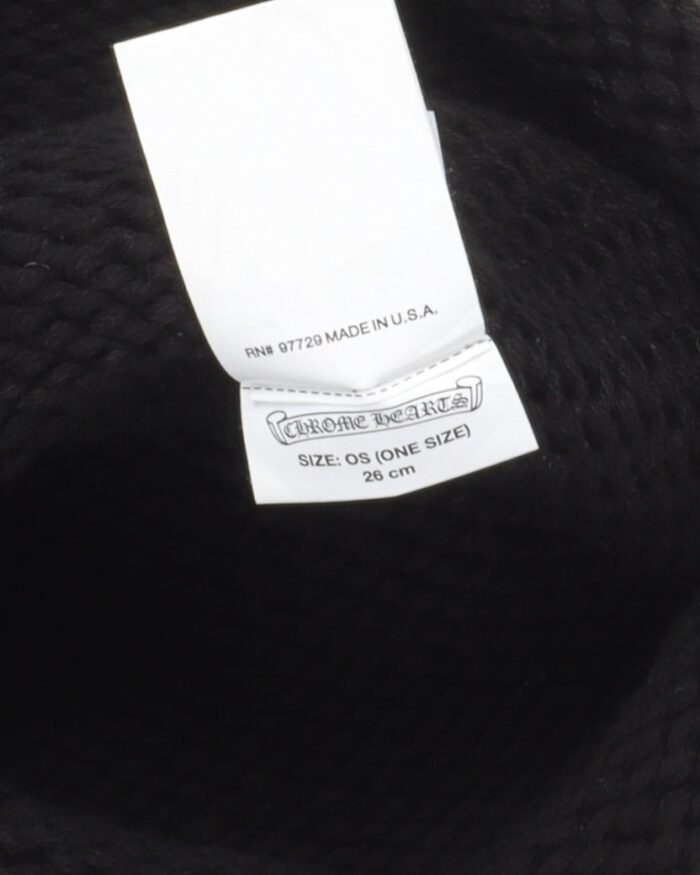 RN# 97729 MADE IN U.S.A.
CHROME HEARTS
SIZE: OS (ONE SIZE)
26 cm